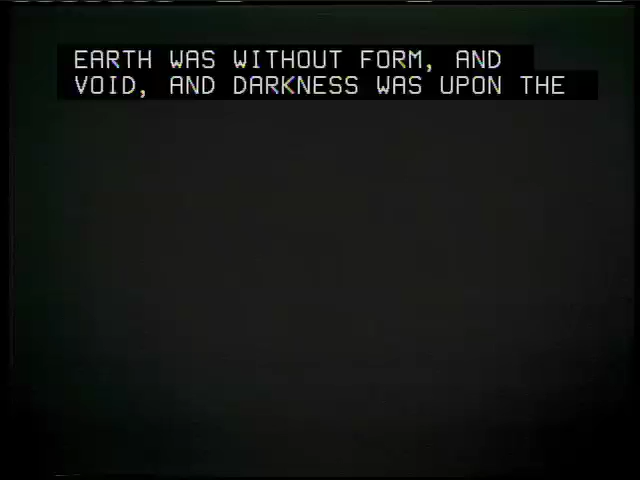 EARTH WAS WITHOUT FORM, AND
VOID, AND DARKNESS WAS UPON THE